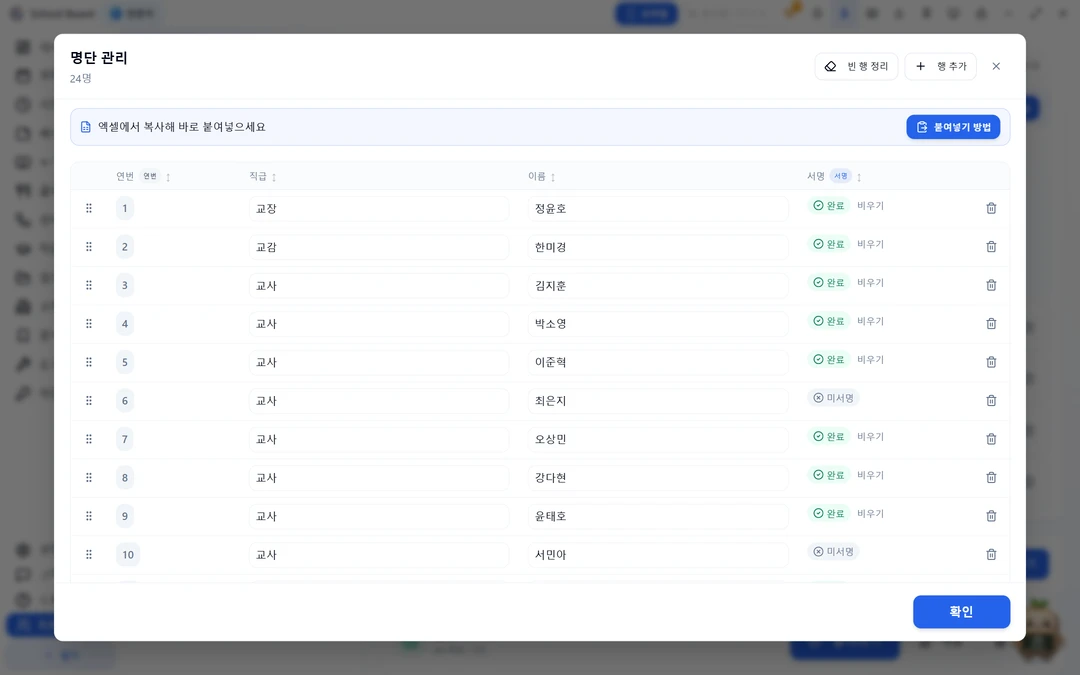 명단 관리
24명
빈 행 정리
행 추가
엑셀에서 복사해 바로 붙여넣으세요
붙여넣기 방법
연번 연번 직급 이름 서명 서명
1 교장 정윤호 완료 비우기
2 교감 한미경 완료 비우기
3 교사 김지훈 완료 비우기
4 교사 박소영 완료 비우기
5 교사 이준혁 완료 비우기
6 교사 최은지 미서명
7 교사 오상민 완료 비우기
8 교사 강다현 완료 비우기
9 교사 윤태호 완료 비우기
10 교사 서민아 미서명
확인